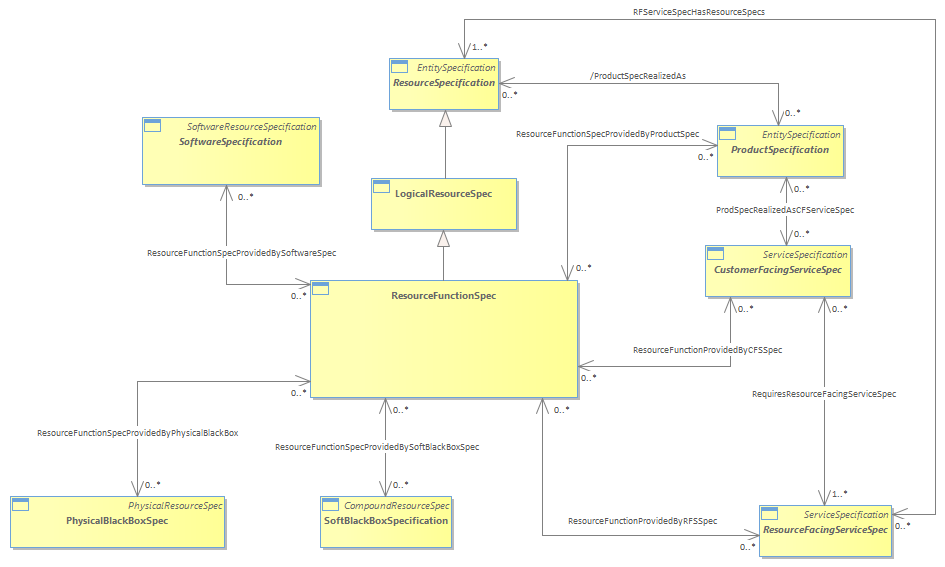 RFServiceSpecHasResourceSpecs
1..*
EntitySpecification
ResourceSpecification
/ProductSpecRealizedAs
0..*
0..*
SoftwareResourceSpecification
SoftwareSpecification
ResourceFunctionSpecProvidedByProductSpec
EntitySpecification
ProductSpecification
0..*
LogicalResourceSpec
0..*
0..*
ProdSpecRealizedAsCFServiceSpec
0..*
ResourceFunctionSpecProvidedBySoftwareSpec
ServiceSpecification
CustomerFacingServiceSpec
0..*
0..*
ResourceFunctionSpec
0..*
0..*
ResourceFunctionProvidedByCFSSpec
0..*
0..*
RequiresResourceFacingServiceSpec
0..*
0..*
ResourceFunctionSpecProvidedByPhysicalBlackBox
ResourceFunctionSpecProvidedBySoftBlackBoxSpec
0..*
0..*
1..*
PhysicalResourceSpec
PhysicalBlackBoxSpec
CompoundResourceSpec
SoftBlackBoxSpecification
ResourceFunctionProvidedByRFSSpec
ServiceSpecification
ResourceFacingServiceSpec
0..*
0..*